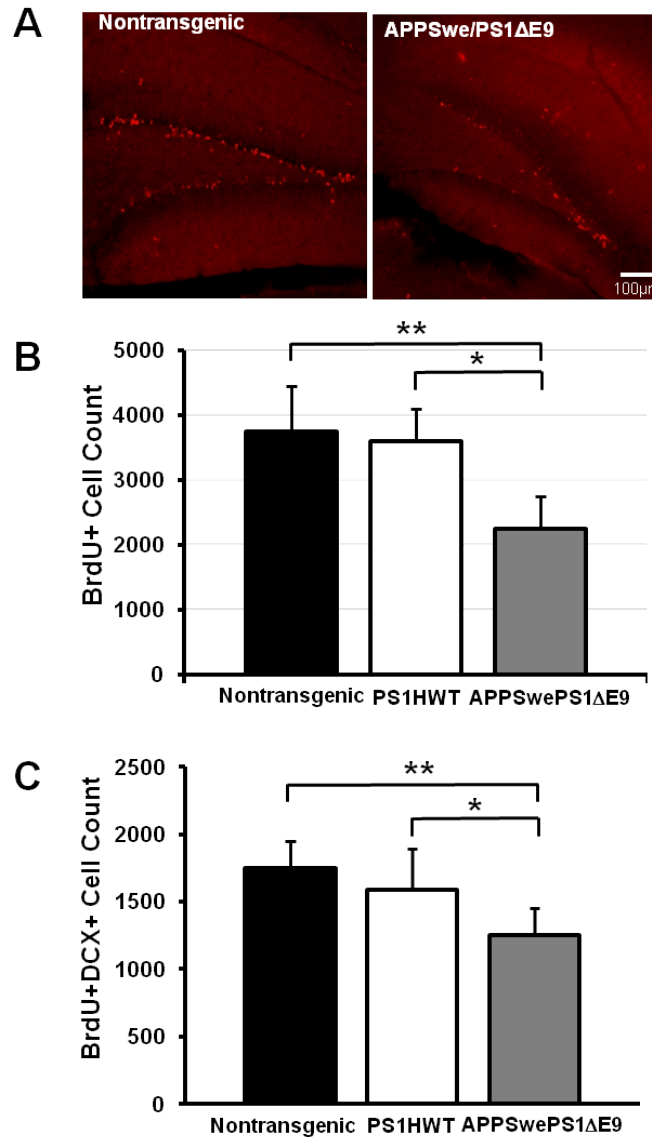 A
Nontransgenic
APPSwe/PS1ΔE9
100μm
B
BrdU+ Cell Count
5000
4000
3000
2000
1000
0
**
*
Nontransgenic PS1HWT APPSwePS1ΔE9
C
BrdU+DCX+ Cell Count
2500
2000
1500
1000
500
0
**
*
Nontransgenic PS1HWT APPSwePS1ΔE9